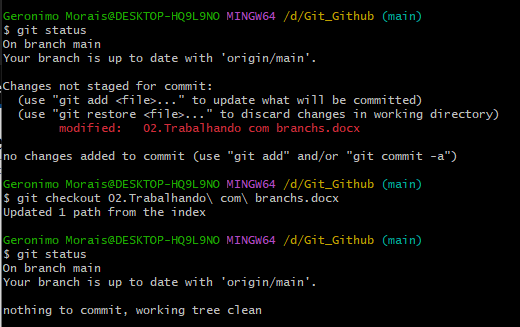 Geronimo Morais@DESKTOP-HQ9L9NO MINGW64 /d/Git_Github (main)
$ git status
On branch main
Your branch is up to date with 'origin/main'.
Changes not staged for commit:
  (use "git add <file>..." to update what will be committed)
  (use "git restore <file>..." to discard changes in working directory)
        modified:   02.Trabalhando com branchs.docx
no changes added to commit (use "git add" and/or "git commit -a")
Geronimo Morais@DESKTOP-HQ9L9NO MINGW64 /d/Git_Github (main)
$ git checkout 02.Trabalhando\ com\ branchs.docx
Updated 1 path from the index
Geronimo Morais@DESKTOP-HQ9L9NO MINGW64 /d/Git_Github (main)
$ git status
On branch main
Your branch is up to date with 'origin/main'.
nothing to commit, working tree clean